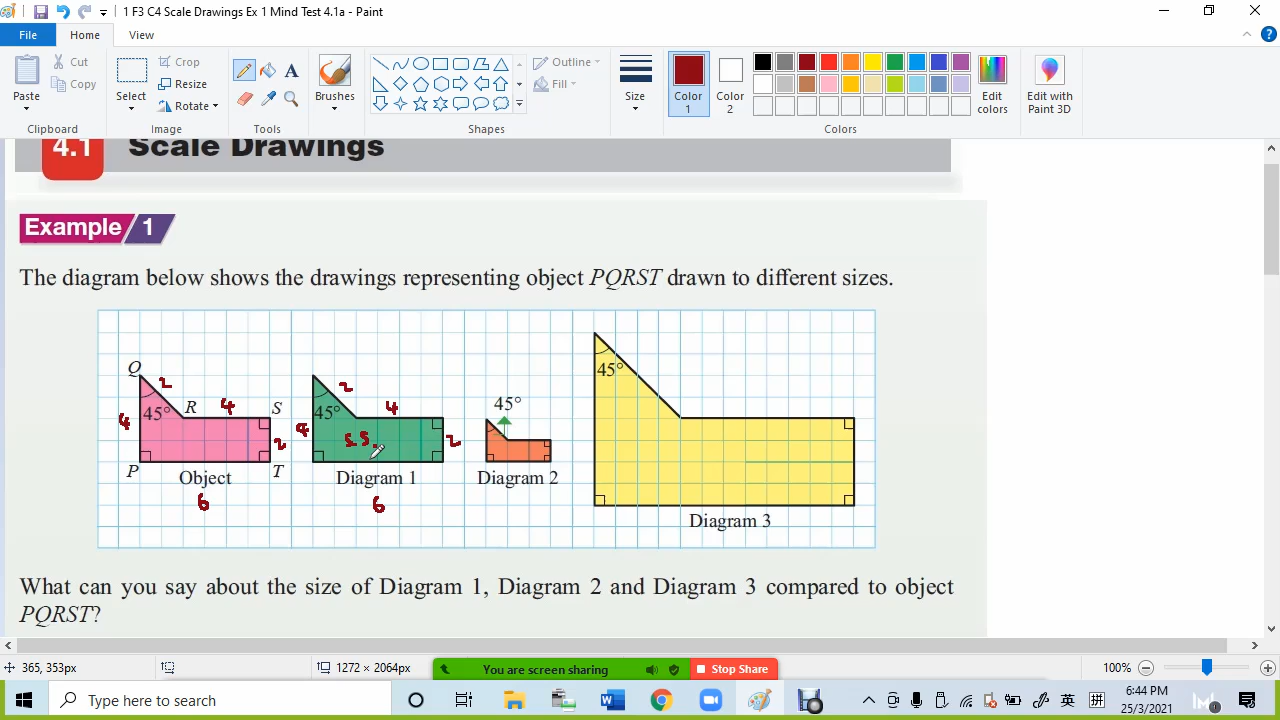 1 F3 C4 Scale Drawings Ex 1 Mind Test 4.1a - Paint
File Home View
Paste Cut Copy
Clipboard
Select Crop Resize Rotate
Image
Tools
Brushes
Shapes
Outline
Fill
Size
Color 1
Color 2
Edit colors
Colors
Edit with Paint 3D
4.1 Scale Drawings
Example 1
The diagram below shows the drawings representing object PQRST drawn to different sizes.
Q 2 45° R 4 S 4 2 P T
Object
6
2 45° 4 4 2 S S
Diagram 1
6
45°
Diagram 2
45°
Diagram 3
What can you say about the size of Diagram 1, Diagram 2 and Diagram 3 compared to object
PQRST?
365, 353px
1272 × 2064px
You are screen sharing
Stop Share
100%
Type here to search
英
拼
6:44 PM
25/3/2021